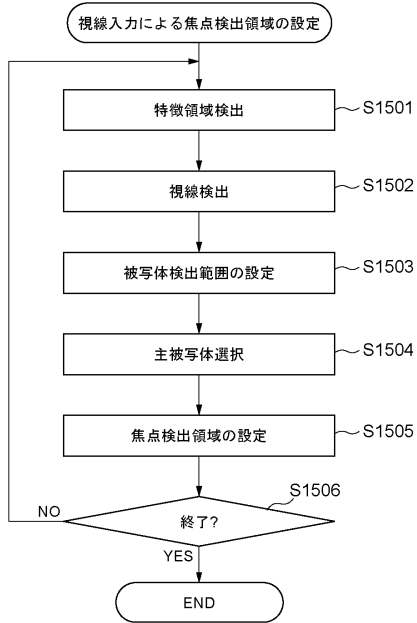 視線入力による焦点検出領域の設定
特徴領域検出
S1501
視線検出
S1502
被写体検出範囲の設定
S1503
主被写体選択
S1504
焦点検出領域の設定
S1505
S1506
終了?
NO
YES
END